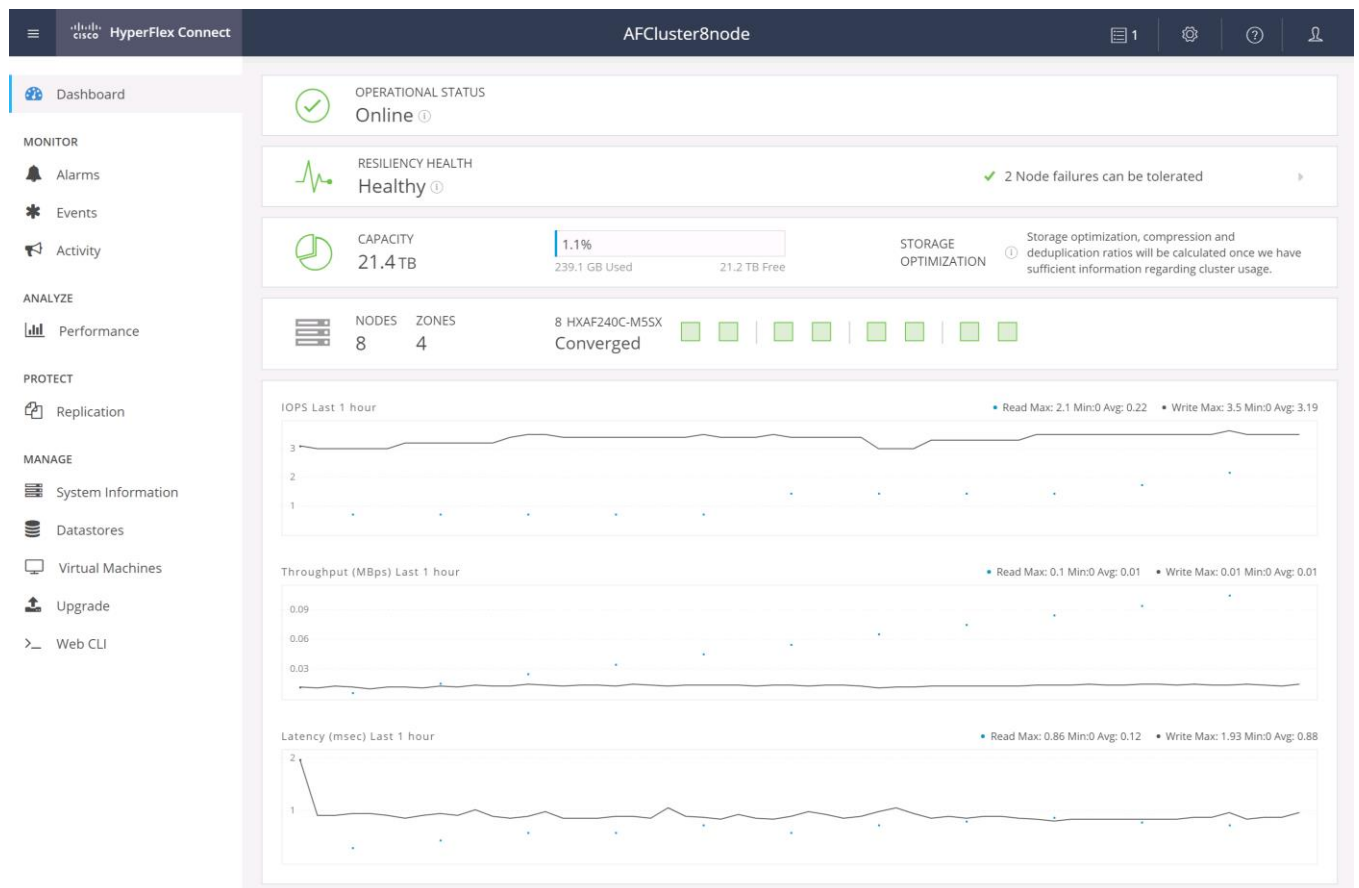 cisco HyperFlex Connect
AFCluster8node
1
Dashboard
MONITOR
Alarms
Events
Activity
ANALYZE
Performance
PROTECT
Replication
MANAGE
System Information
Datastores
Virtual Machines
Upgrade
Web CLI
OPERATIONAL STATUS
Online
RESILIENCY HEALTH
Healthy
2 Node failures can be tolerated
CAPACITY
21.4 TB
1.1%
239.1 GB Used 21.2 TB Free
STORAGE
OPTIMIZATION
Storage optimization, compression and
deduplication ratios will be calculated once we have
sufficient information regarding cluster usage.
NODES ZONES
8 4
8 HXAF240C-M5SX
Converged
IOPS Last 1 hour
Read Max: 2.1 Min:0 Avg: 0.22 Write Max: 3.5 Min:0 Avg: 3.19
3
2
1
Throughput (MBps) Last 1 hour
Read Max: 0.1 Min:0 Avg: 0.01 Write Max: 0.01 Min:0 Avg: 0.01
0.09
0.06
0.03
Latency (msec) Last 1 hour
Read Max: 0.86 Min:0 Avg: 0.12 Write Max: 1.93 Min:0 Avg: 0.88
2
1